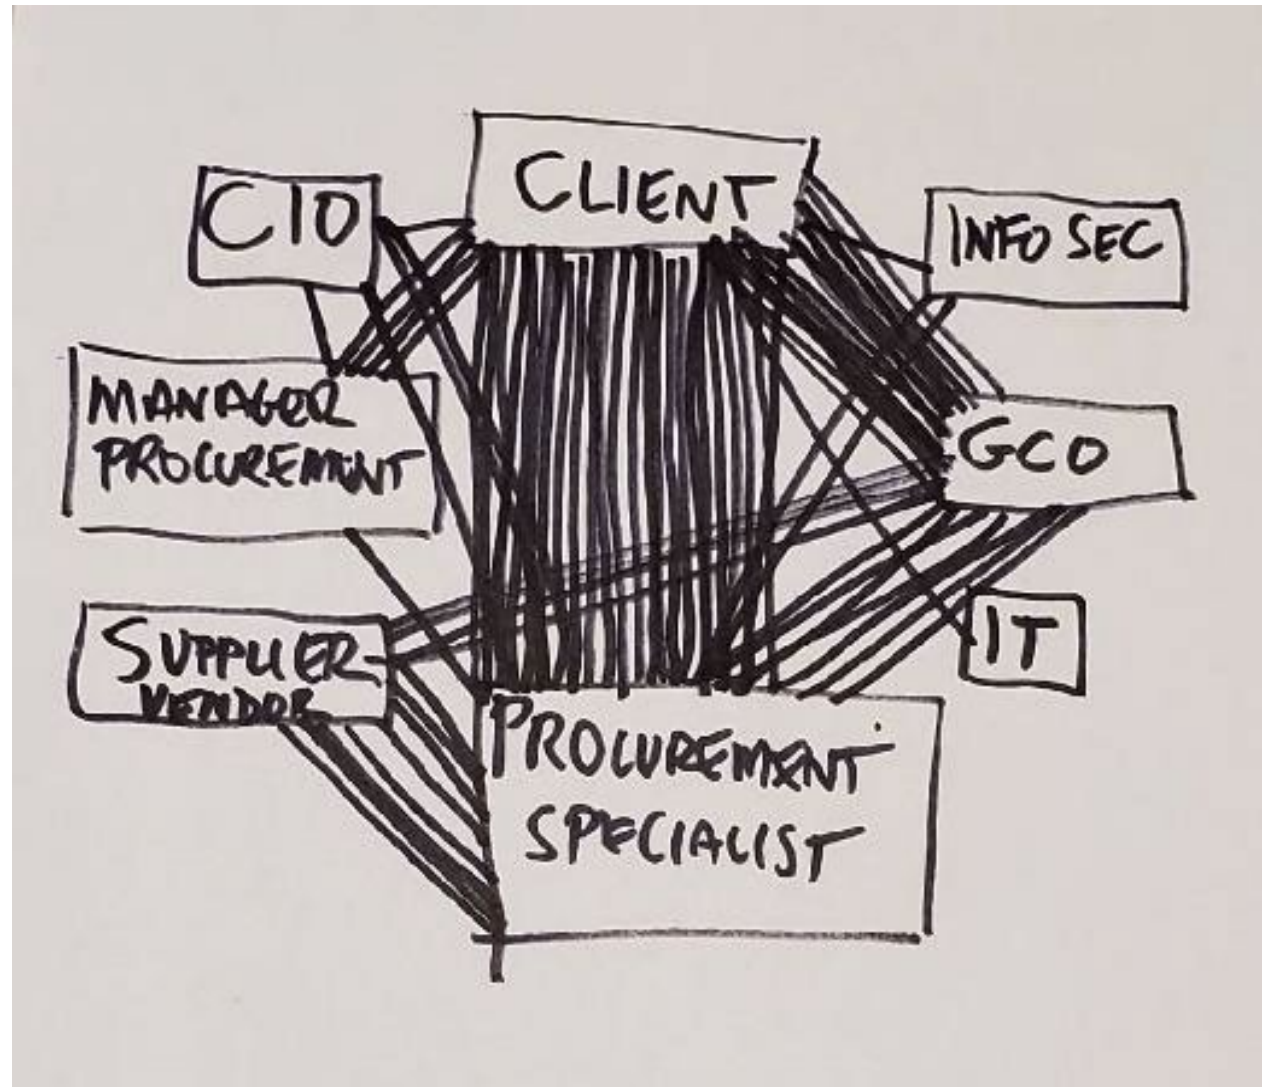 CLIENT
CIO
INFO SEC
MANAGER
PROCUREMENT
GCO
SUPPLIER
VENDOR
IT
PROCUREMENT
SPECIALIST